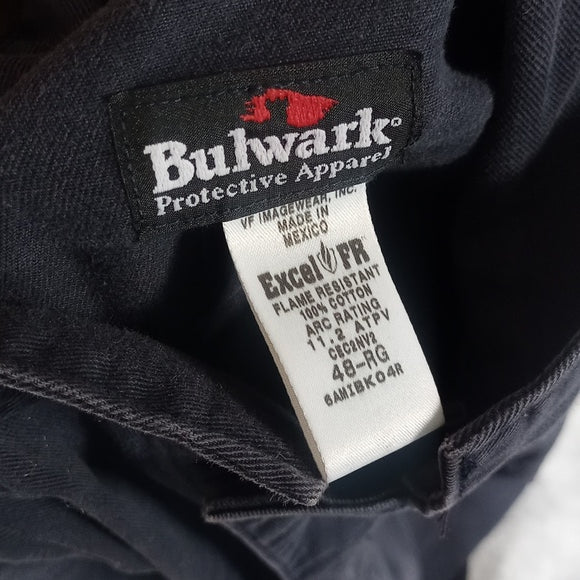 Bulwark®
Protective Apparel
VF IMAGEWEAR, INC.
MADE IN
MEXICO
Excel FR™
FLAME RESISTANT
100% COTTON
ARC RATING
11.2 ATPV
CEC2NV2
48-RG
6AMIBK04R